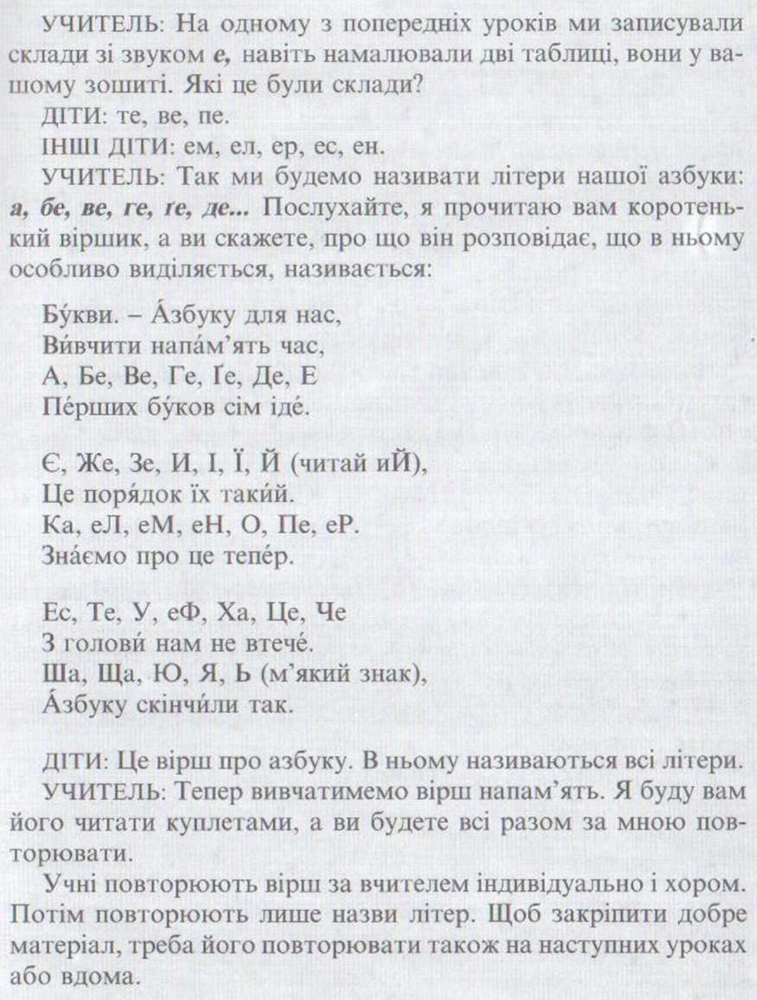 УЧИТЕЛЬ: На одному з попередніх уроків ми записували
склади зі звуком е, навіть намалювали дві таблиці, вони у ва-
шому зошиті. Які це були склади?
ДІТИ: те, ве, пе.
ІНШІ ДІТИ: ем, ел, ер, ес, ен.
УЧИТЕЛЬ: Так ми будемо називати літери нашої азбуки:
а, бе, ве, ге, ґе, де... Послухайте, я прочитаю вам коротень-
кий віршик, а ви скажете, про що він розповідає, що в ньому
особливо виділяється, називається:
Бу́кви. – А́збуку для нас,
Ви́вчити напа́м’ять час,
А, Бе, Ве, Ге, Ґе, Де, Е
Пе́рших бу́ков сім іде́.
Є, Же, Зе, И, І, Ї, Й (читай иЙ),
Це поря́док їх таки́й.
Ка, еЛ, еМ, еН, О, Пе, еР.
Зна́ємо про це тепе́р.
Ес, Те, У, еФ, Ха, Це, Че
З голови́ нам не втече́.
Ша, Ща, Ю, Я, Ь (м’який знак),
А́збуку скінчи́ли так.
ДІТИ: Це вірш про азбуку. В ньому називаються всі літери.
УЧИТЕЛЬ: Тепер вивчатимемо вірш напам’ять. Я буду вам
його читати куплетами, а ви будете всі разом за мною пов-
торювати.
Учні повторюють вірш за вчителем індивідуально і хором.
Потім повторюють лише назви літер. Щоб закріпити добре
матеріал, треба його повторювати також на наступних уроках
або вдома.